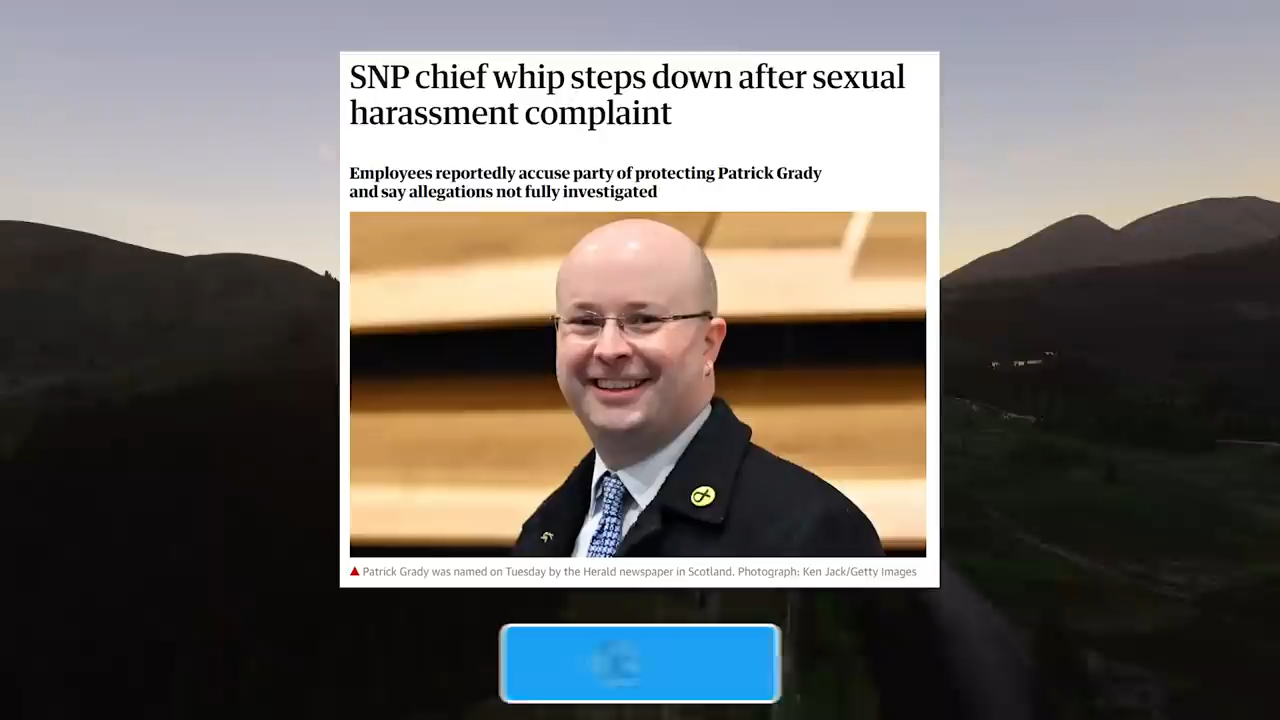 SNP chief whip steps down after sexual
harassment complaint
Employees reportedly accuse party of protecting Patrick Grady
and say allegations not fully investigated
Patrick Grady was named on Tuesday by the Herald newspaper in Scotland. Photograph: Ken Jack/Getty Images